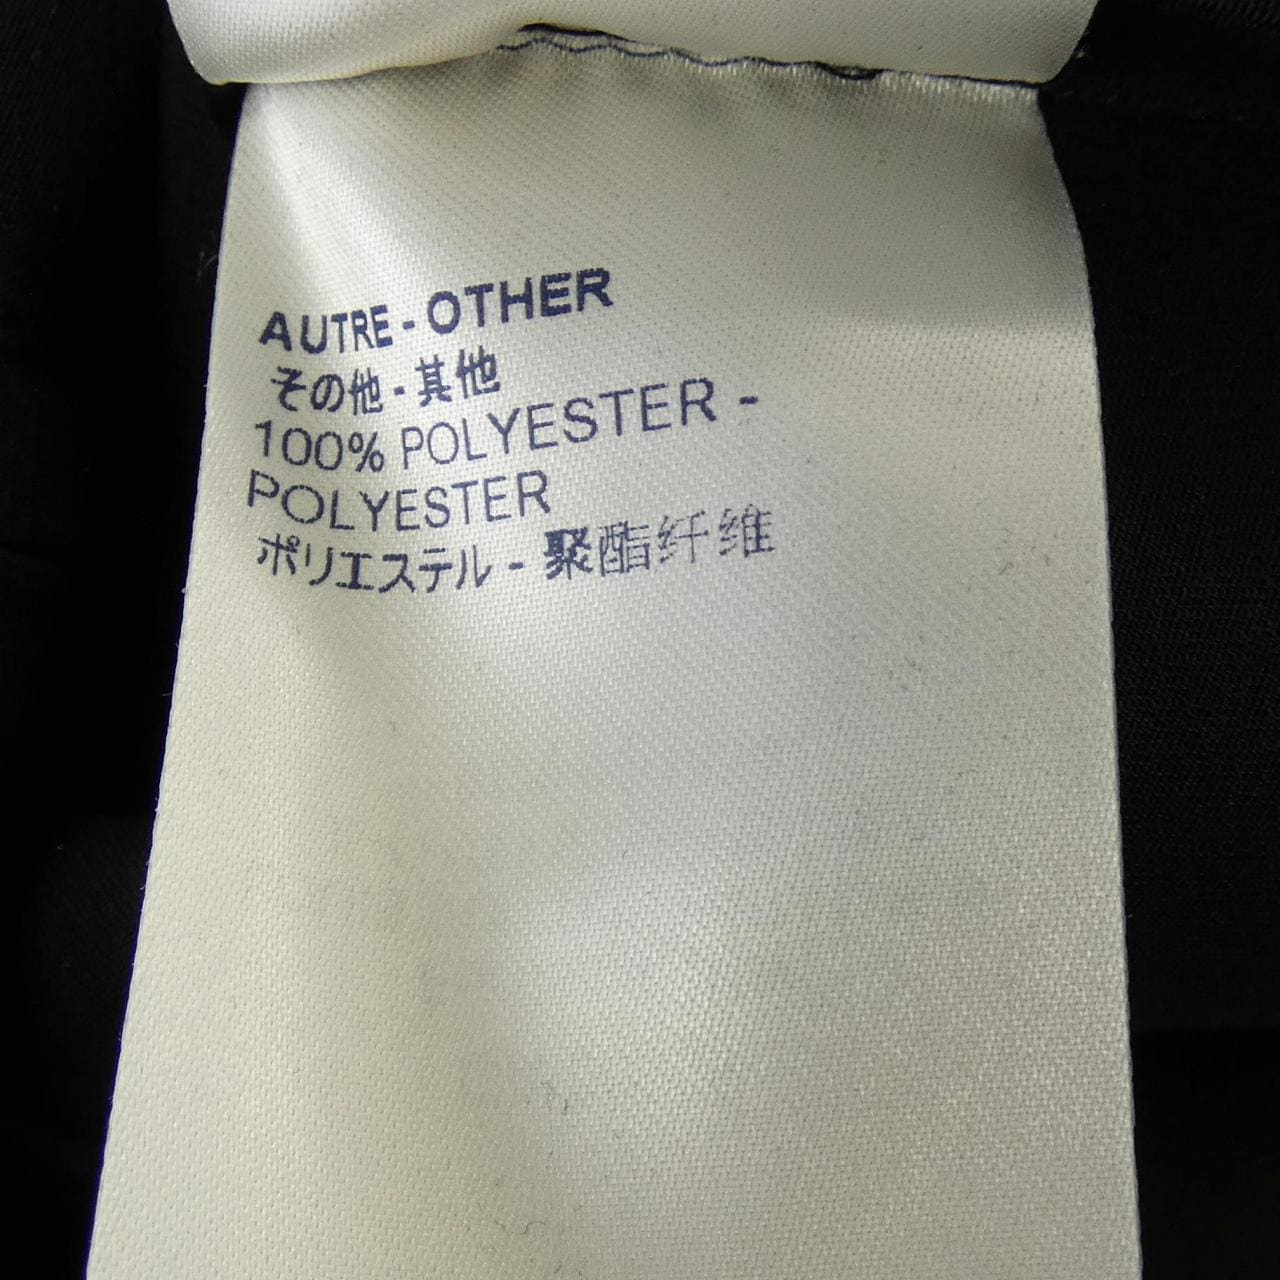 AUTRE - OTHER
その他 - 其他
100% POLYESTER -
POLYESTER
ポリエステル - 聚酯纤维